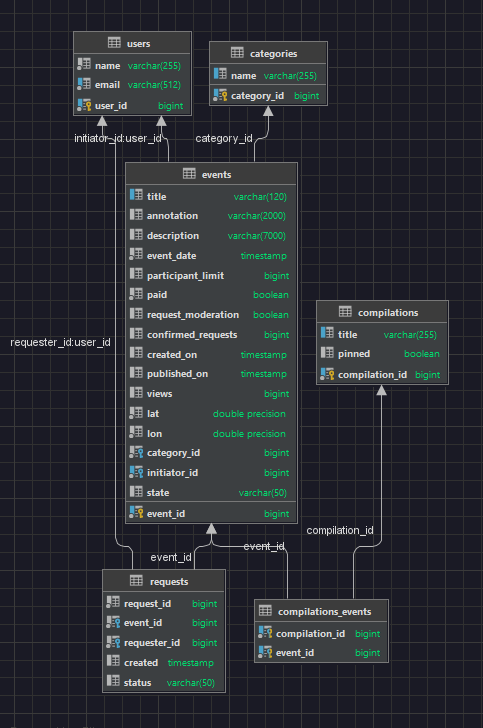 users
name varchar(255)
email varchar(512)
user_id bigint
categories
name varchar(255)
category_id bigint
initiator_id:user_id
category_id
events
title varchar(120)
annotation varchar(2000)
description varchar(7000)
event_date timestamp
participant_limit bigint
paid boolean
request_moderation boolean
confirmed_requests bigint
created_on timestamp
published_on timestamp
views bigint
lat double precision
lon double precision
category_id bigint
initiator_id bigint
state varchar(50)
event_id bigint
compilations
title varchar(255)
pinned boolean
compilation_id bigint
requester_id:user_id
compilation_id
event_id
event_id
requests
request_id bigint
event_id bigint
requester_id bigint
created timestamp
status varchar(50)
compilations_events
compilation_id bigint
event_id bigint